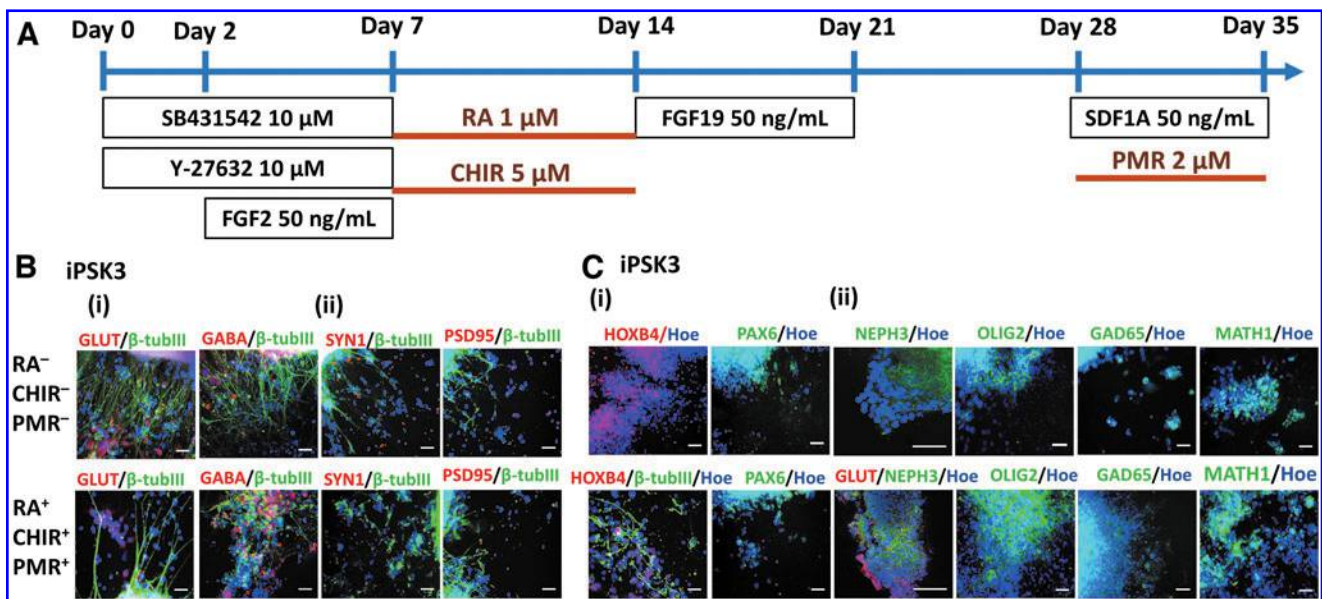 A
Day 0 Day 2 Day 7 Day 14 Day 21 Day 28 Day 35
SB431542 10 μM RA 1 μM FGF19 50 ng/mL SDF1A 50 ng/mL
Y-27632 10 μM CHIR 5 μM PMR 2 μM
FGF2 50 ng/mL
B iPSK3
(i) (ii)
GLUT/β-tubIII GABA/β-tubIII SYN1/β-tubIII PSD95/β-tubIII
RA⁻
CHIR⁻
PMR⁻
GLUT/β-tubIII GABA/β-tubIII SYN1/β-tubIII PSD95/β-tubIII
RA⁺
CHIR⁺
PMR⁺
C iPSK3
(i) (ii)
HOXB4/Hoe PAX6/Hoe NEPH3/Hoe OLIG2/Hoe GAD65/Hoe MATH1/Hoe
HOXB4/β-tubIII/Hoe PAX6/Hoe GLUT/NEPH3/Hoe OLIG2/Hoe GAD65/Hoe MATH1/Hoe